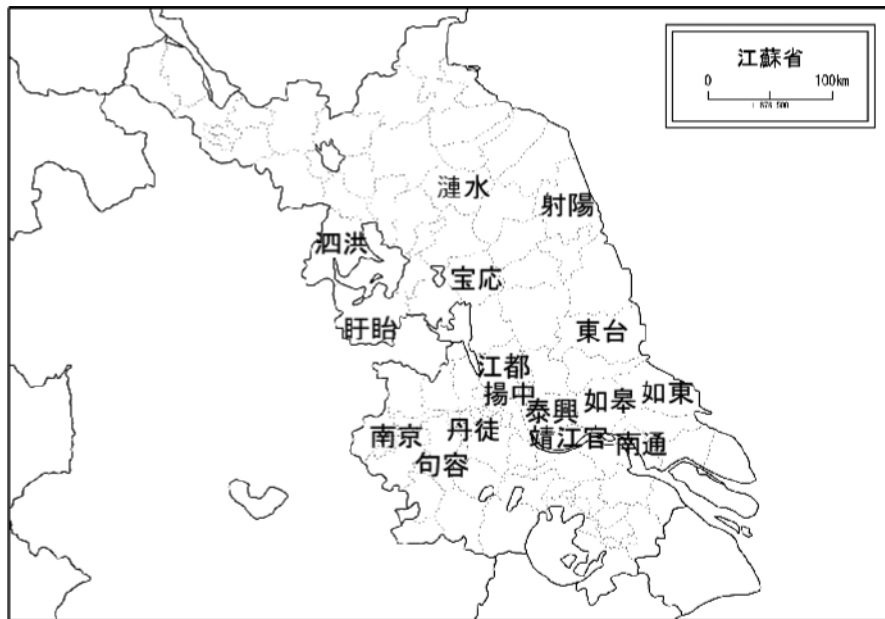 江蘇省
0 100km
漣水
射陽
泗洪
宝応
盱眙
東台
江都
揚中
泰興
如皋
如東
南京
丹徒
靖江官
南通
句容